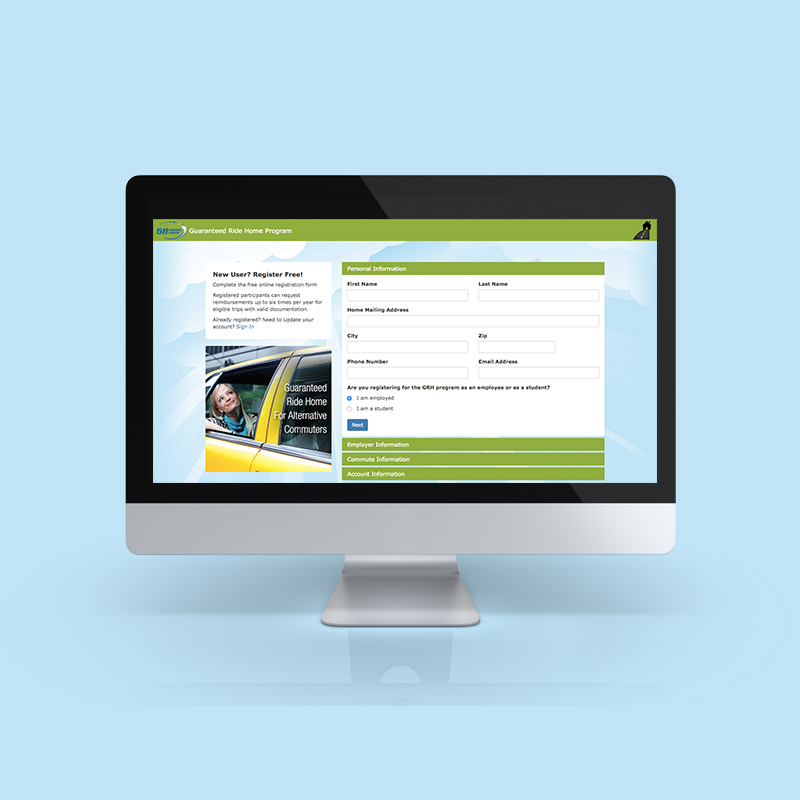 511
Guaranteed Ride Home Program
New User? Register Free!
Complete the free online registration form
Registered participants can request
reimbursements up to six times per year for
eligible trips with valid documentation.
Already registered? Need to Update your
account? Sign In
Guaranteed
Ride Home
For Alternative
Commuters
Personal Information
First Name
Last Name
Home Mailing Address
City
Zip
Phone Number
Email Address
Are you registering for the GRH program as an employee or as a student?
I am employed
I am a student
Next
Employer Information
Commute Information
Account Information